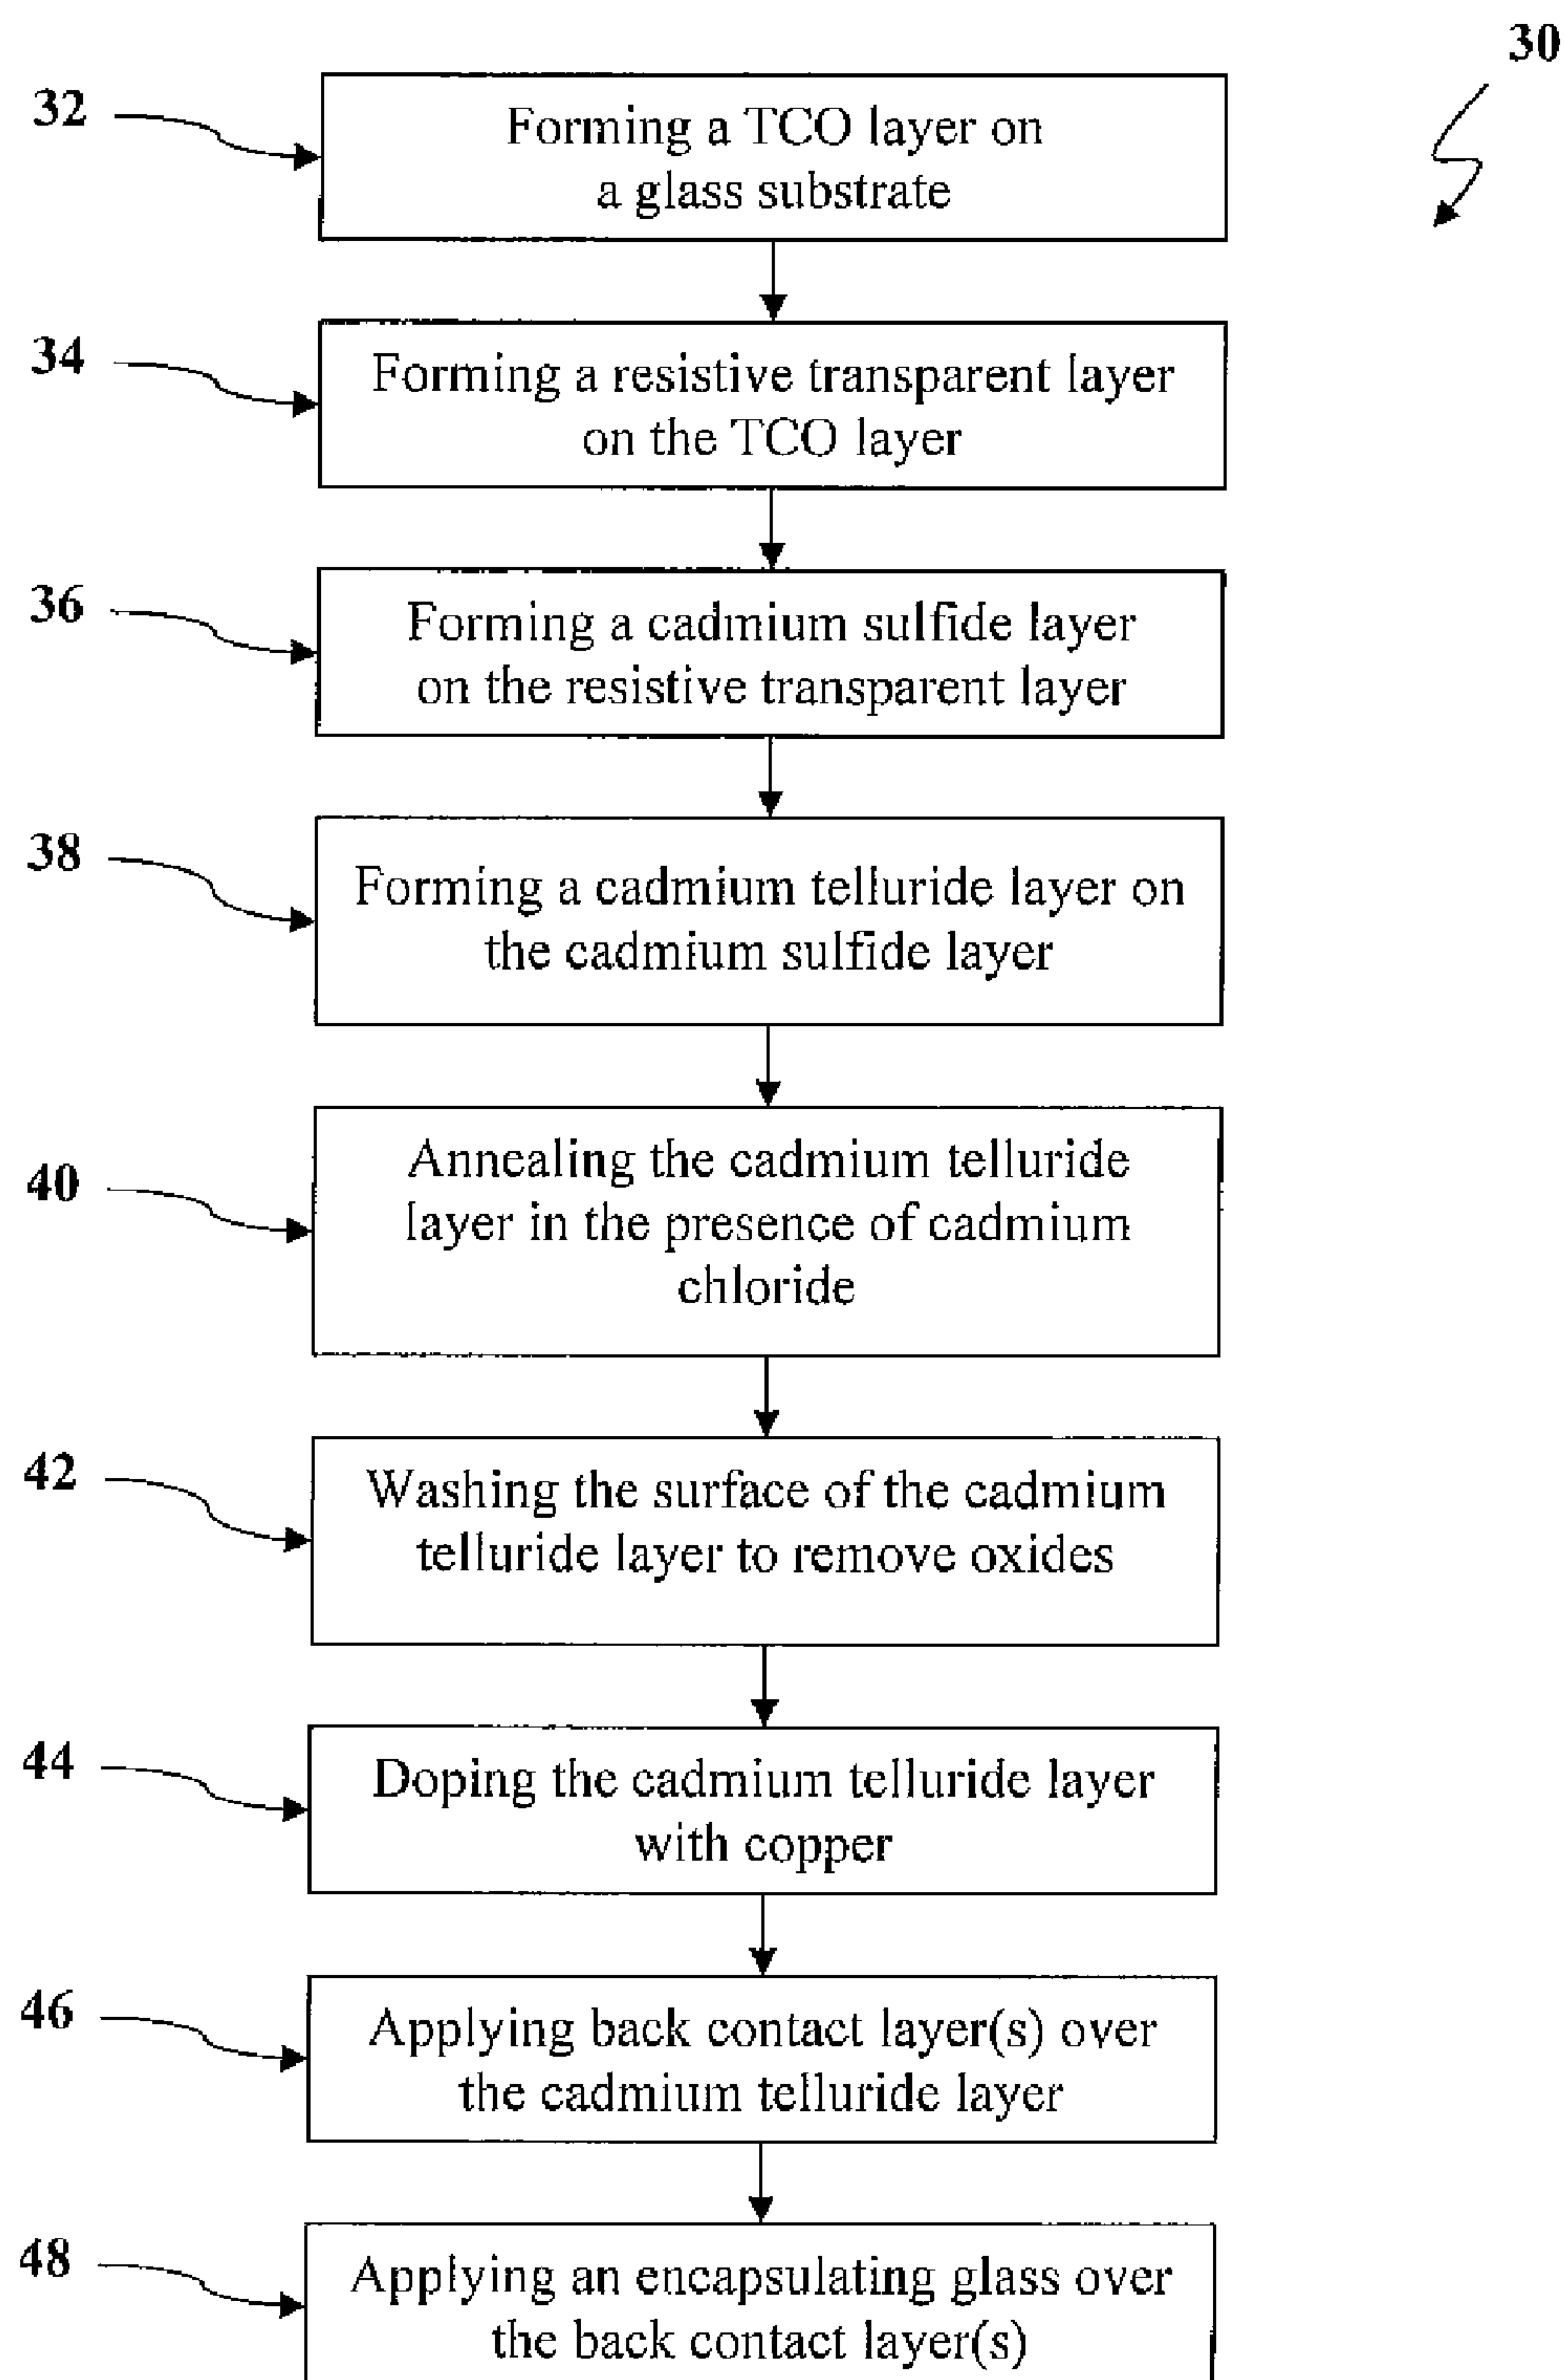 30
32
Forming a TCO layer on
a glass substrate
34
Forming a resistive transparent layer
on the TCO layer
36
Forming a cadmium sulfide layer
on the resistive transparent layer
38
Forming a cadmium telluride layer on
the cadmium sulfide layer
40
Annealing the cadmium telluride
layer in the presence of cadmium
chloride
42
Washing the surface of the cadmium
telluride layer to remove oxides
44
Doping the cadmium telluride layer
with copper
46
Applying back contact layer(s) over
the cadmium telluride layer
48
Applying an encapsulating glass over
the back contact layer(s)